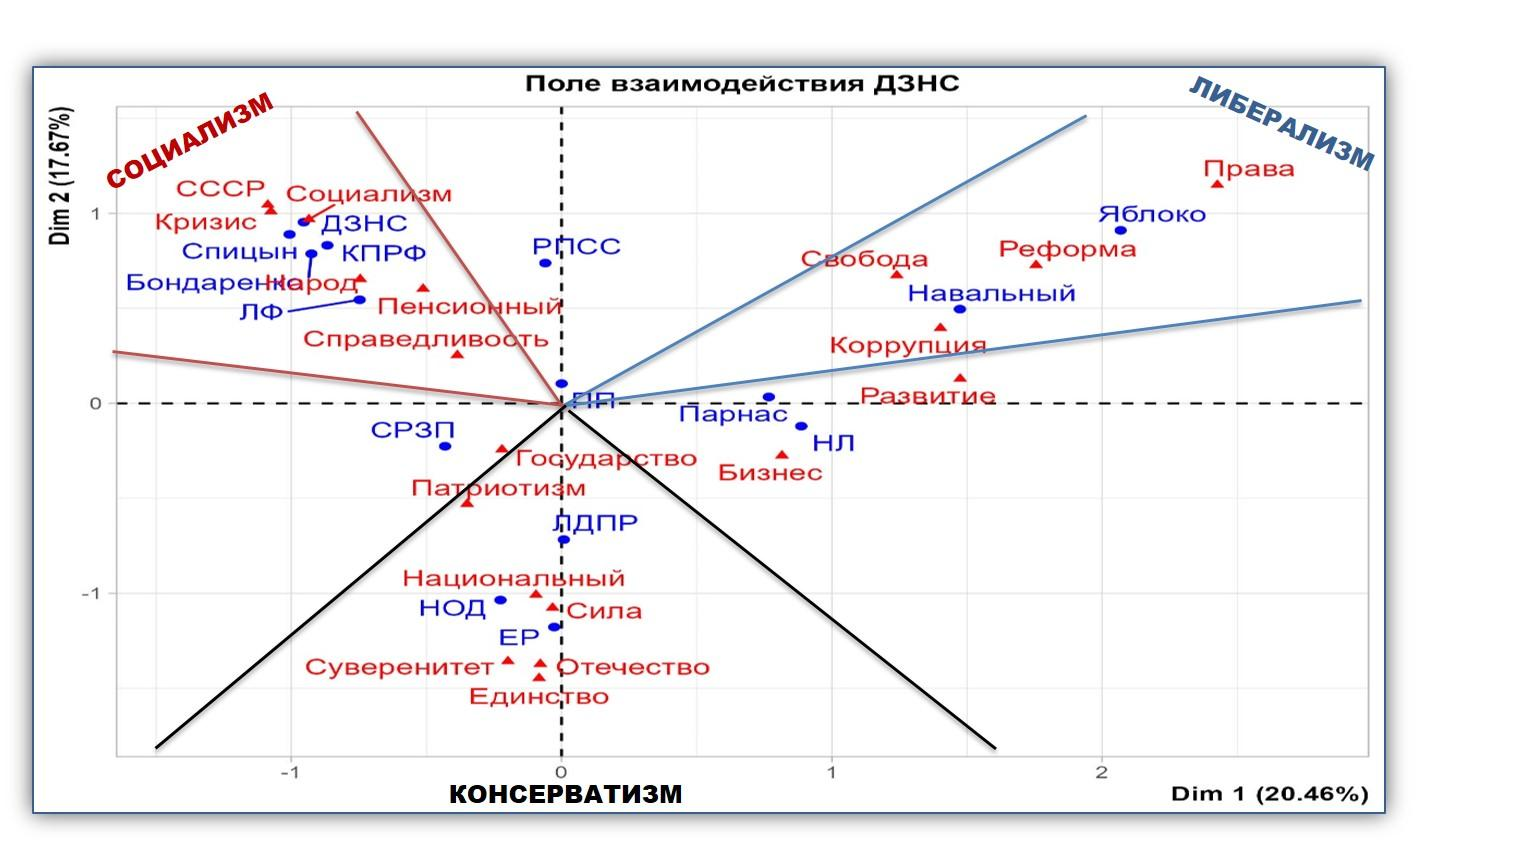 Поле взаимодействия ДЗНС
СОЦИАЛИЗМ
ЛИБЕРАЛИЗМ
Dim 2 (17.67%)
Права
СССР
Социализм
1
Кризис
ДЗНС
Яблоко
Спицын
КПРФ
РПСС
Реформа
Свобода
Бондаренко
Народ
Навальный
ЛФ
Пенсионный
Справедливость
Коррупция
0
ПП
Развитие
Парнас
СРЗП
НЛ
Государство
Бизнес
Патриотизм
ЛДПР
Национальный
-1
НОД
Сила
ЕР
Суверенитет
Отечество
Единство
-1
0
1
2
КОНСЕРВАТИЗМ
Dim 1 (20.46%)